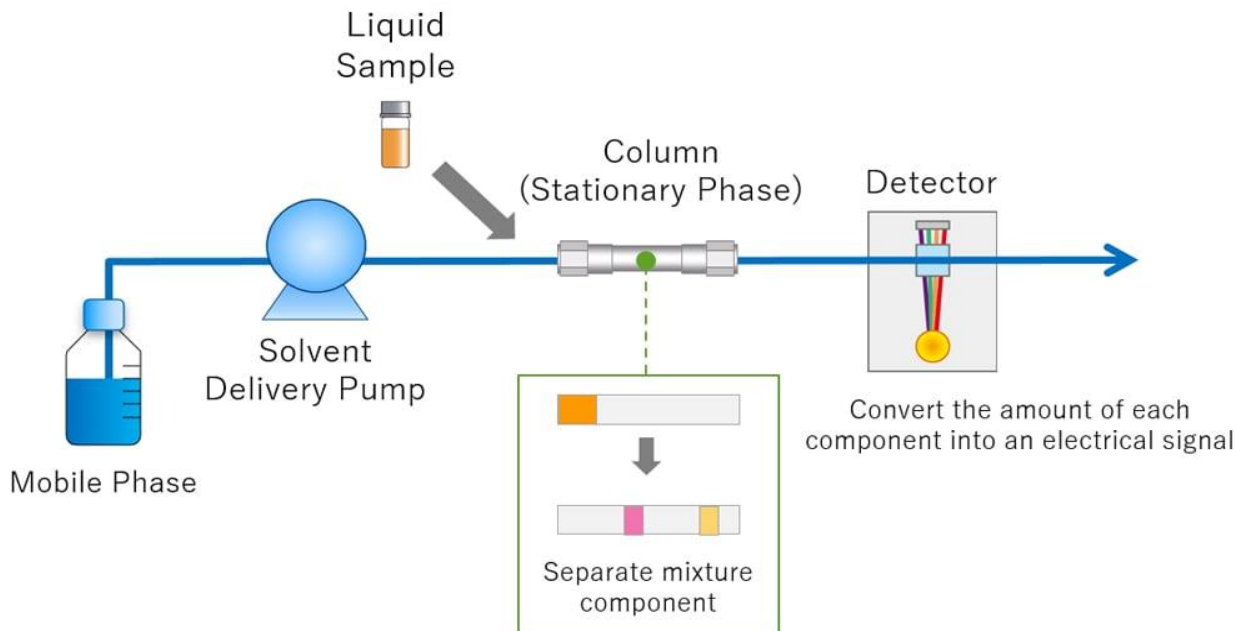 Liquid
Sample
Column
(Stationary Phase)
Detector
Solvent
Delivery Pump
Mobile Phase
Separate mixture
component
Convert the amount of each
component into an electrical signal